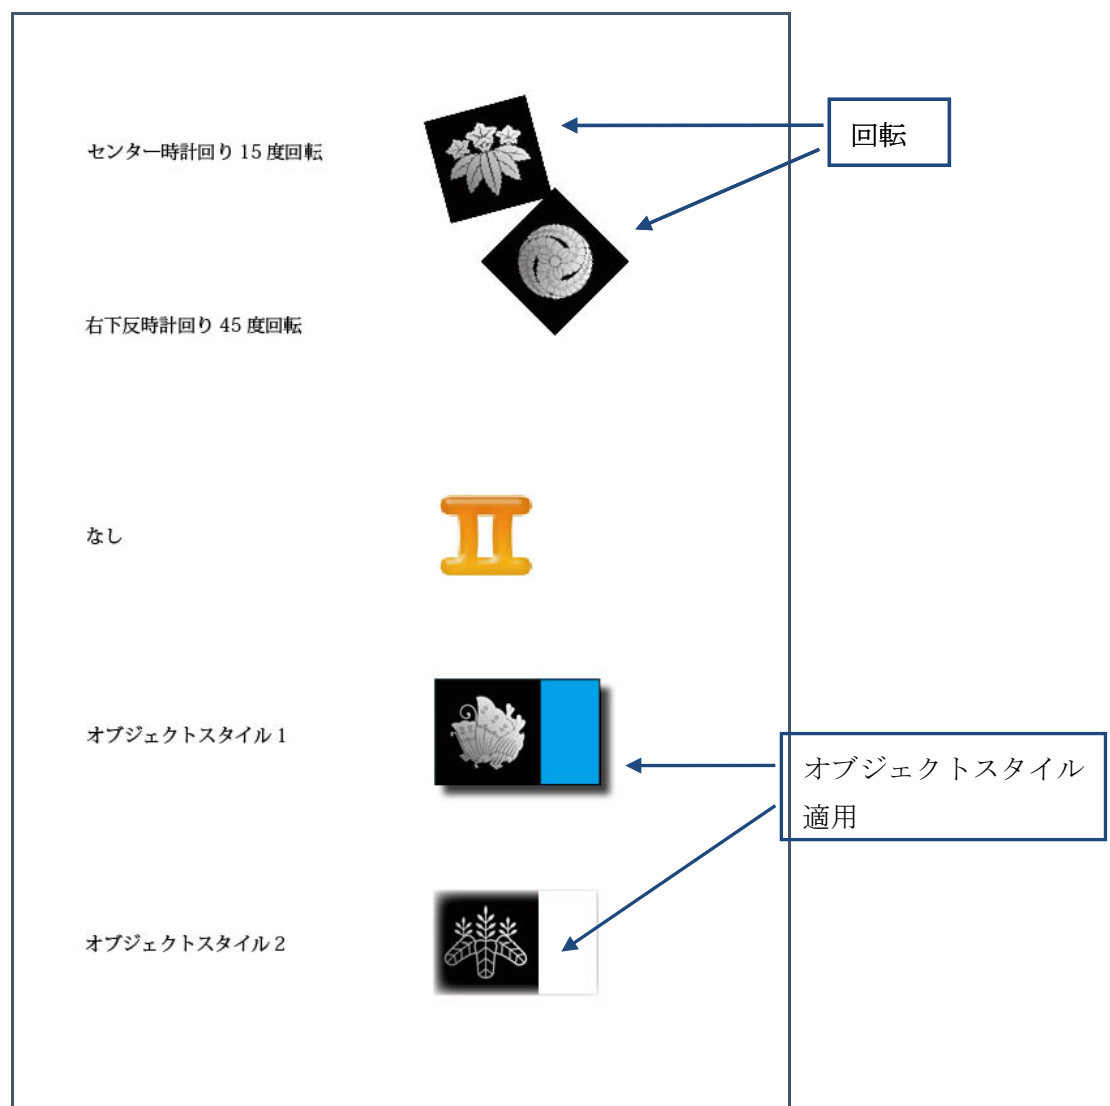 センター時計回り 15 度回転
回転
右下反時計回り 45 度回転
なし
オブジェクトスタイル 1
オブジェクトスタイル
適用
オブジェクトスタイル 2